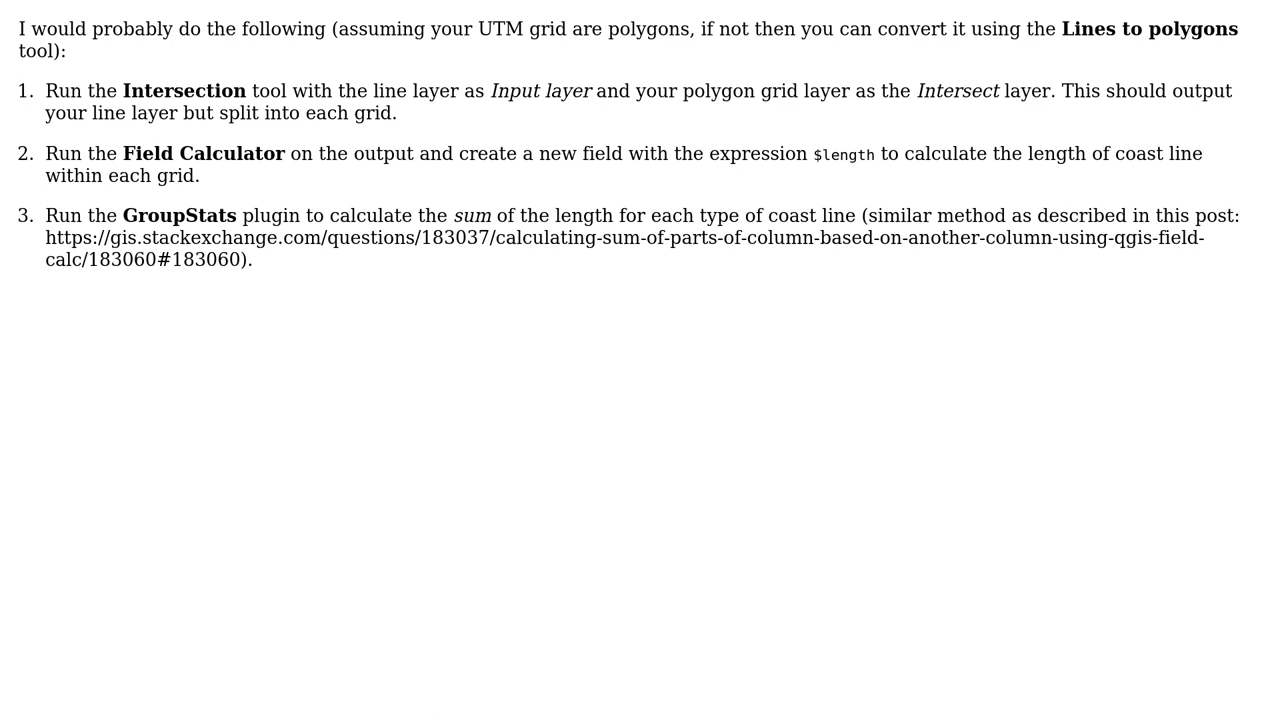 I would probably do the following (assuming your UTM grid are polygons, if not then you can convert it using the Lines to polygons
tool):
1. Run the Intersection tool with the line layer as Input layer and your polygon grid layer as the Intersect layer. This should output
your line layer but split into each grid.
2. Run the Field Calculator on the output and create a new field with the expression $length to calculate the length of coast line
within each grid.
3. Run the GroupStats plugin to calculate the sum of the length for each type of coast line (similar method as described in this post:
https://gis.stackexchange.com/questions/183037/calculating-sum-of-parts-of-column-based-on-another-column-using-qgis-field-
calc/183060#183060).